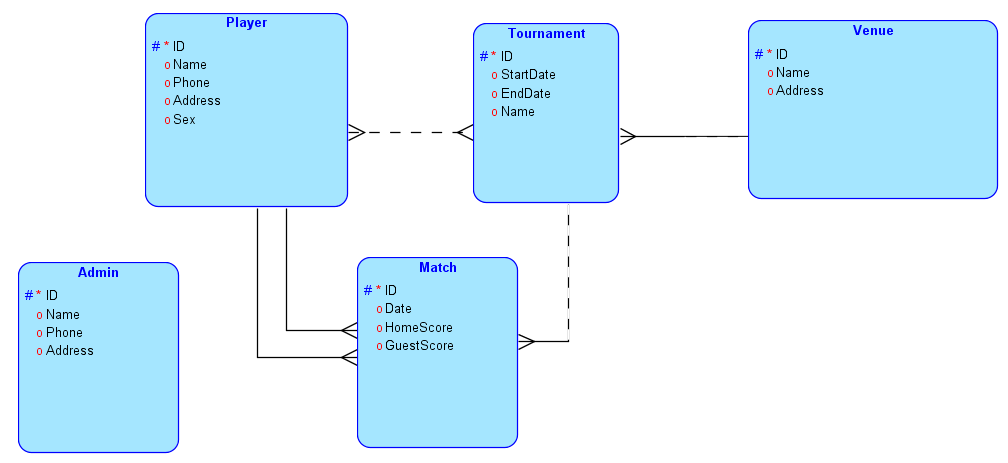 Player
# * ID
o Name
o Phone
o Address
o Sex
Tournament
# * ID
o StartDate
o EndDate
o Name
Venue
# * ID
o Name
o Address
Admin
# * ID
o Name
o Phone
o Address
Match
# * ID
o Date
o HomeScore
o GuestScore